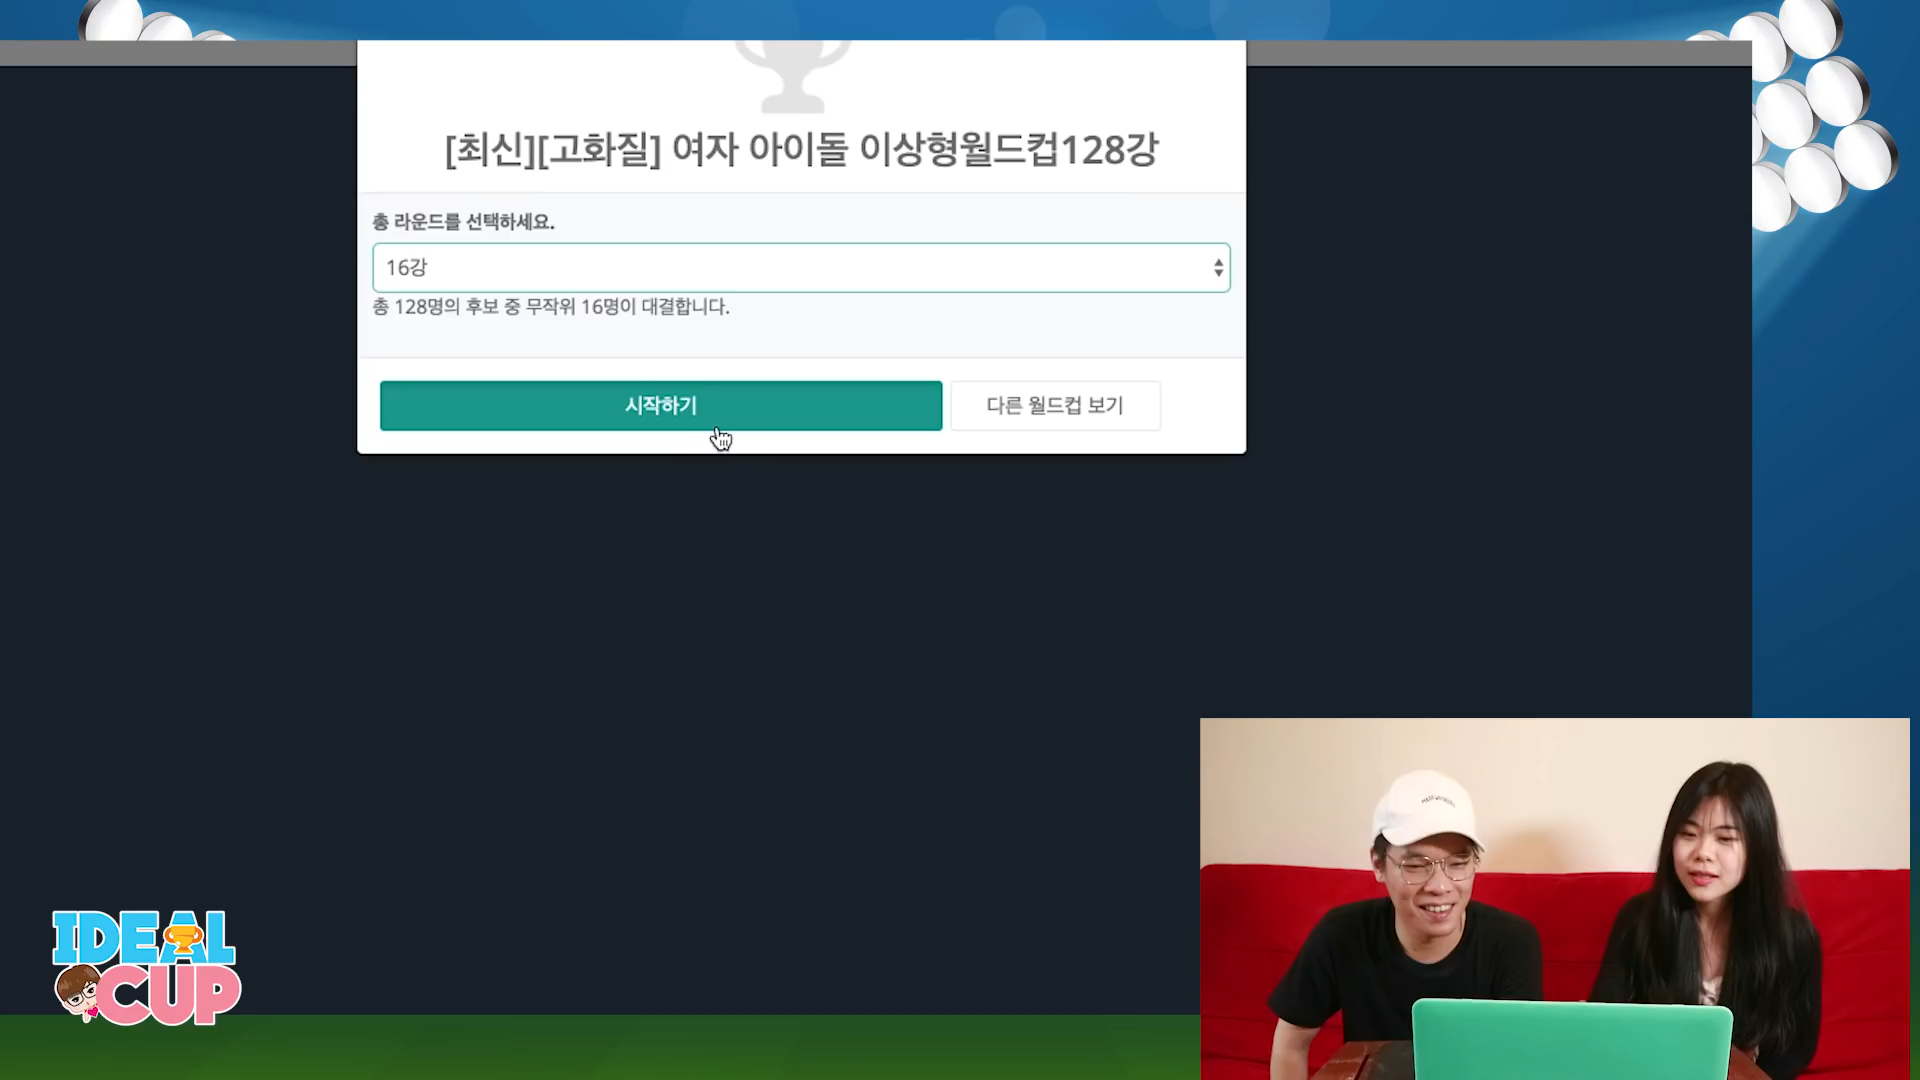 [최신][고화질] 여자 아이돌 이상형월드컵128강
총 라운드를 선택하세요.
16강
총 128명의 후보 중 무작위 16명이 대결합니다.
시작하기
다른 월드컵 보기
IDEAL
CUP